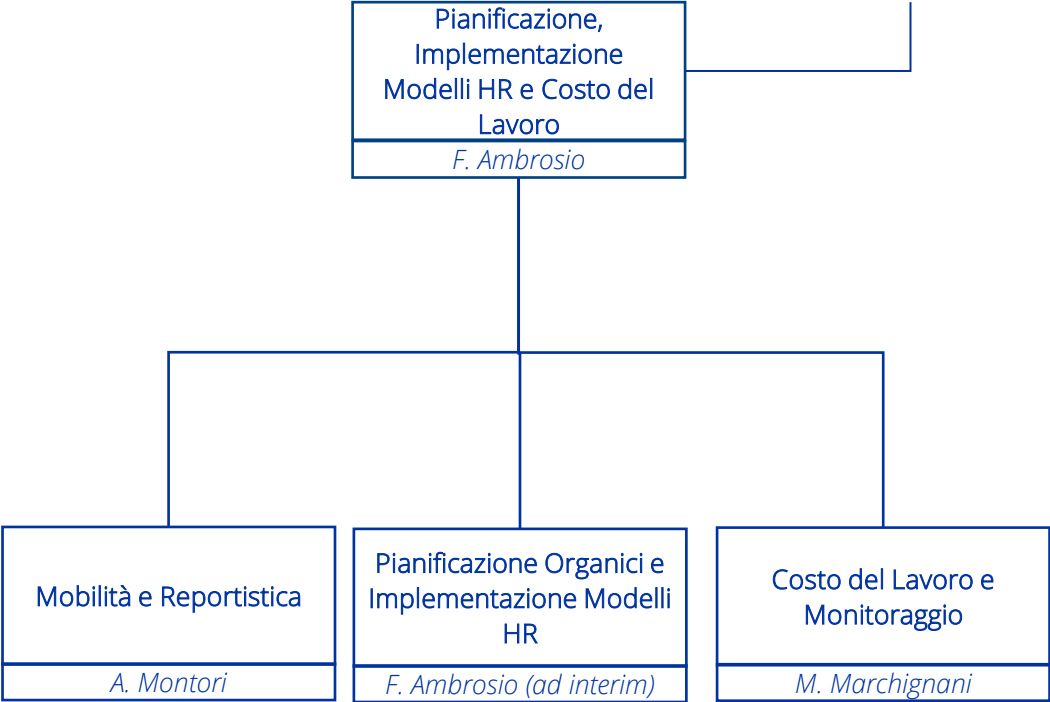 Pianificazione,
Implementazione
Modelli HR e Costo del
Lavoro
F. Ambrosio
Mobilità e Reportistica
A. Montori
Pianificazione Organici e
Implementazione Modelli
HR
F. Ambrosio (ad interim)
Costo del Lavoro e
Monitoraggio
M. Marchignani